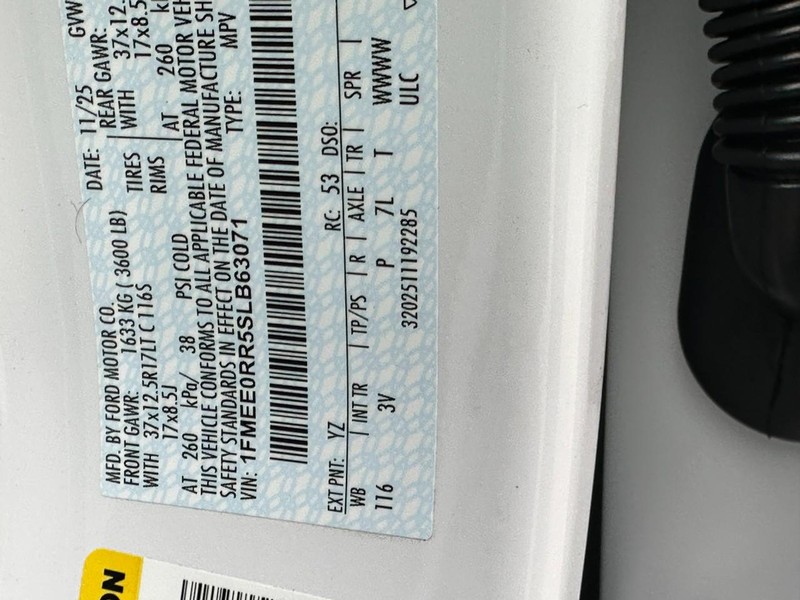 MFD. BY FORD MOTOR CO. DATE: 11/25 GVW
FRONT GAWR: 1633 KG ( 3600 LB) REAR GAWR:
WITH 37x12.5R17LT C 116S TIRES WITH 37x12.
17x8.5J RIMS 17x8.5
AT 260 kPa/ 38 PSI COLD AT 260 k
THIS VEHICLE CONFORMS TO ALL APPLICABLE FEDERAL MOTOR VEH
SAFETY STANDARDS IN EFFECT ON THE DATE OF MANUFACTURE SH
VIN: 1FMEE0RR5SLB63071 TYPE: MPV
EXT PNT: YZ RC: 53 DSO:
WB | INT TR | TP/PS | R | AXLE | TR | SPR |
116 3V P 7L T WWWW
3202511192285 ULC
ON